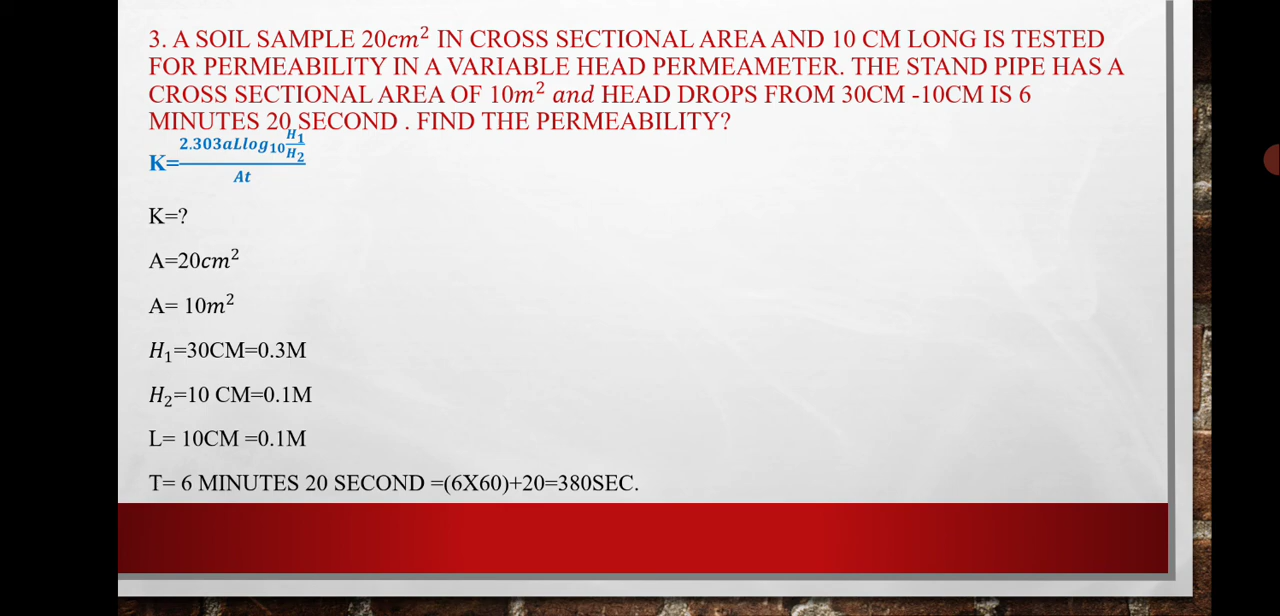 3. A SOIL SAMPLE 20cm² IN CROSS SECTIONAL AREA AND 10 CM LONG IS TESTED
FOR PERMEABILITY IN A VARIABLE HEAD PERMEAMETER. THE STAND PIPE HAS A
CROSS SECTIONAL AREA OF 10m² and HEAD DROPS FROM 30CM -10CM IS 6
MINUTES 20 SECOND . FIND THE PERMEABILITY?
K=2.303aLlog₁₀H₁/H₂
At
K=?
A=20cm²
A= 10m²
H₁=30CM=0.3M
H₂=10 CM=0.1M
L= 10CM =0.1M
T= 6 MINUTES 20 SECOND =(6X60)+20=380SEC.